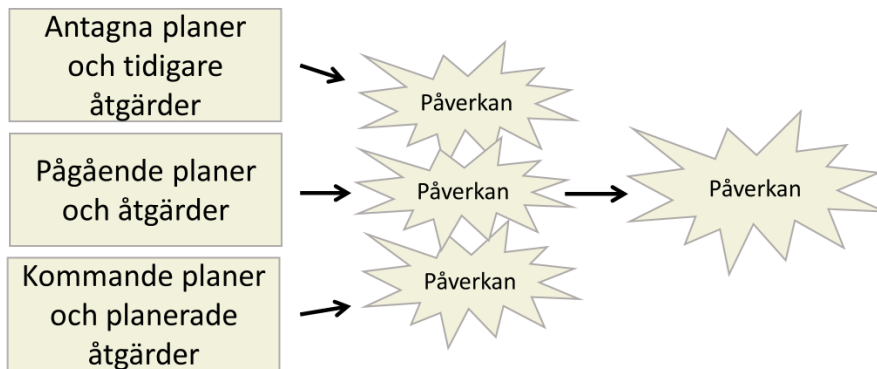 Antagna planer
och tidigare
åtgärder
Påverkan
Pågående planer
och åtgärder
Påverkan
Påverkan
Kommande planer
och planerade
åtgärder
Påverkan